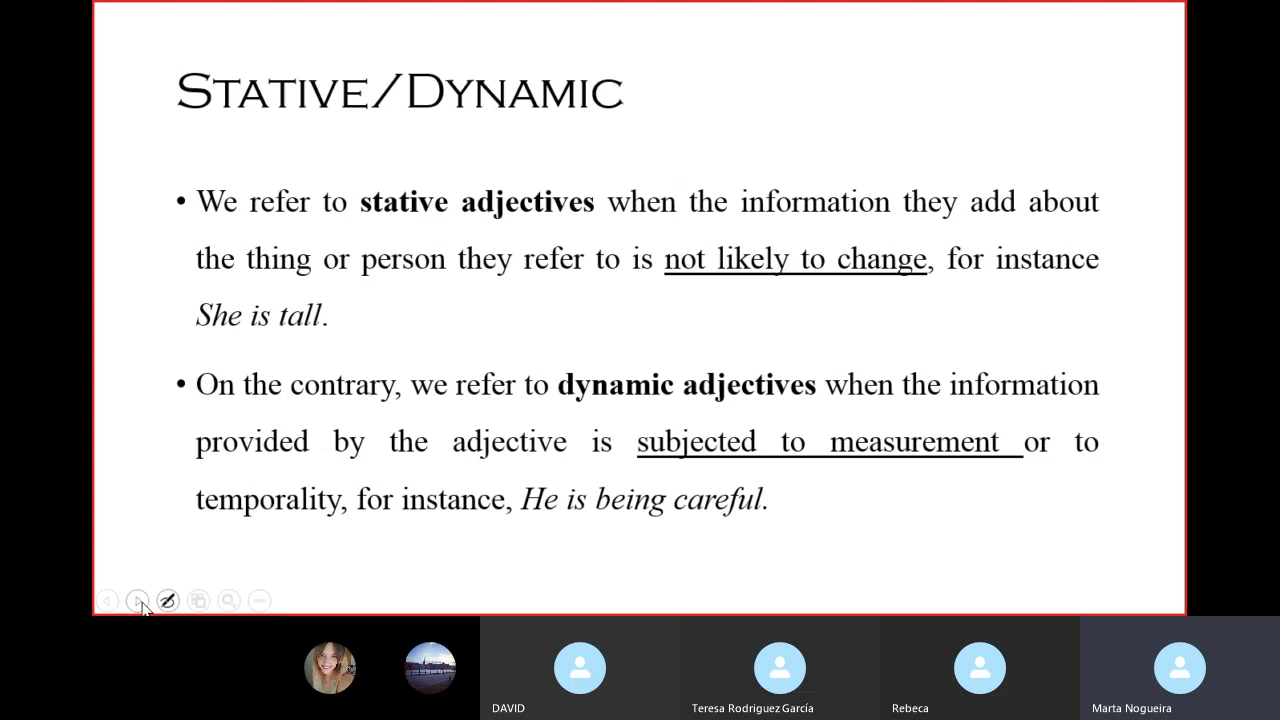 STATIVE/DYNAMIC
• We refer to stative adjectives when the information they add about
the thing or person they refer to is not likely to change, for instance
She is tall.
• On the contrary, we refer to dynamic adjectives when the information
provided by the adjective is subjected to measurement or to
temporality, for instance, He is being careful.
DAVID
Teresa Rodriguez García
Rebeca
Marta Nogueira